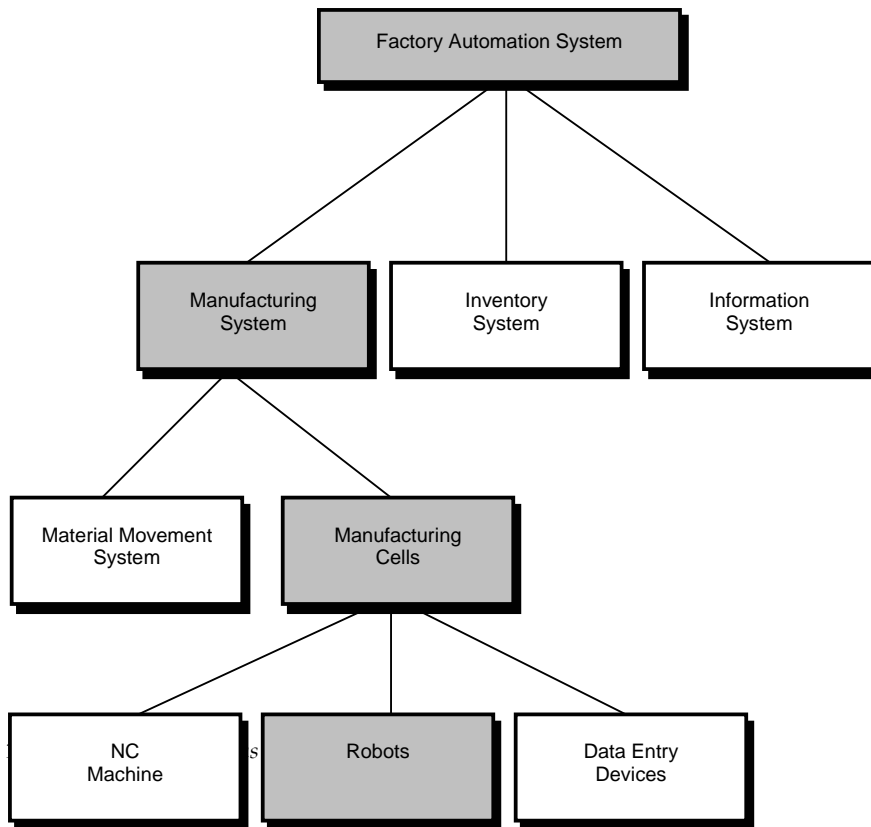 Factory Automation System
Manufacturing
System
Inventory
System
Information
System
Material Movement
System
Manufacturing
Cells
NC
Machine
Robots
Data Entry
Devices
s